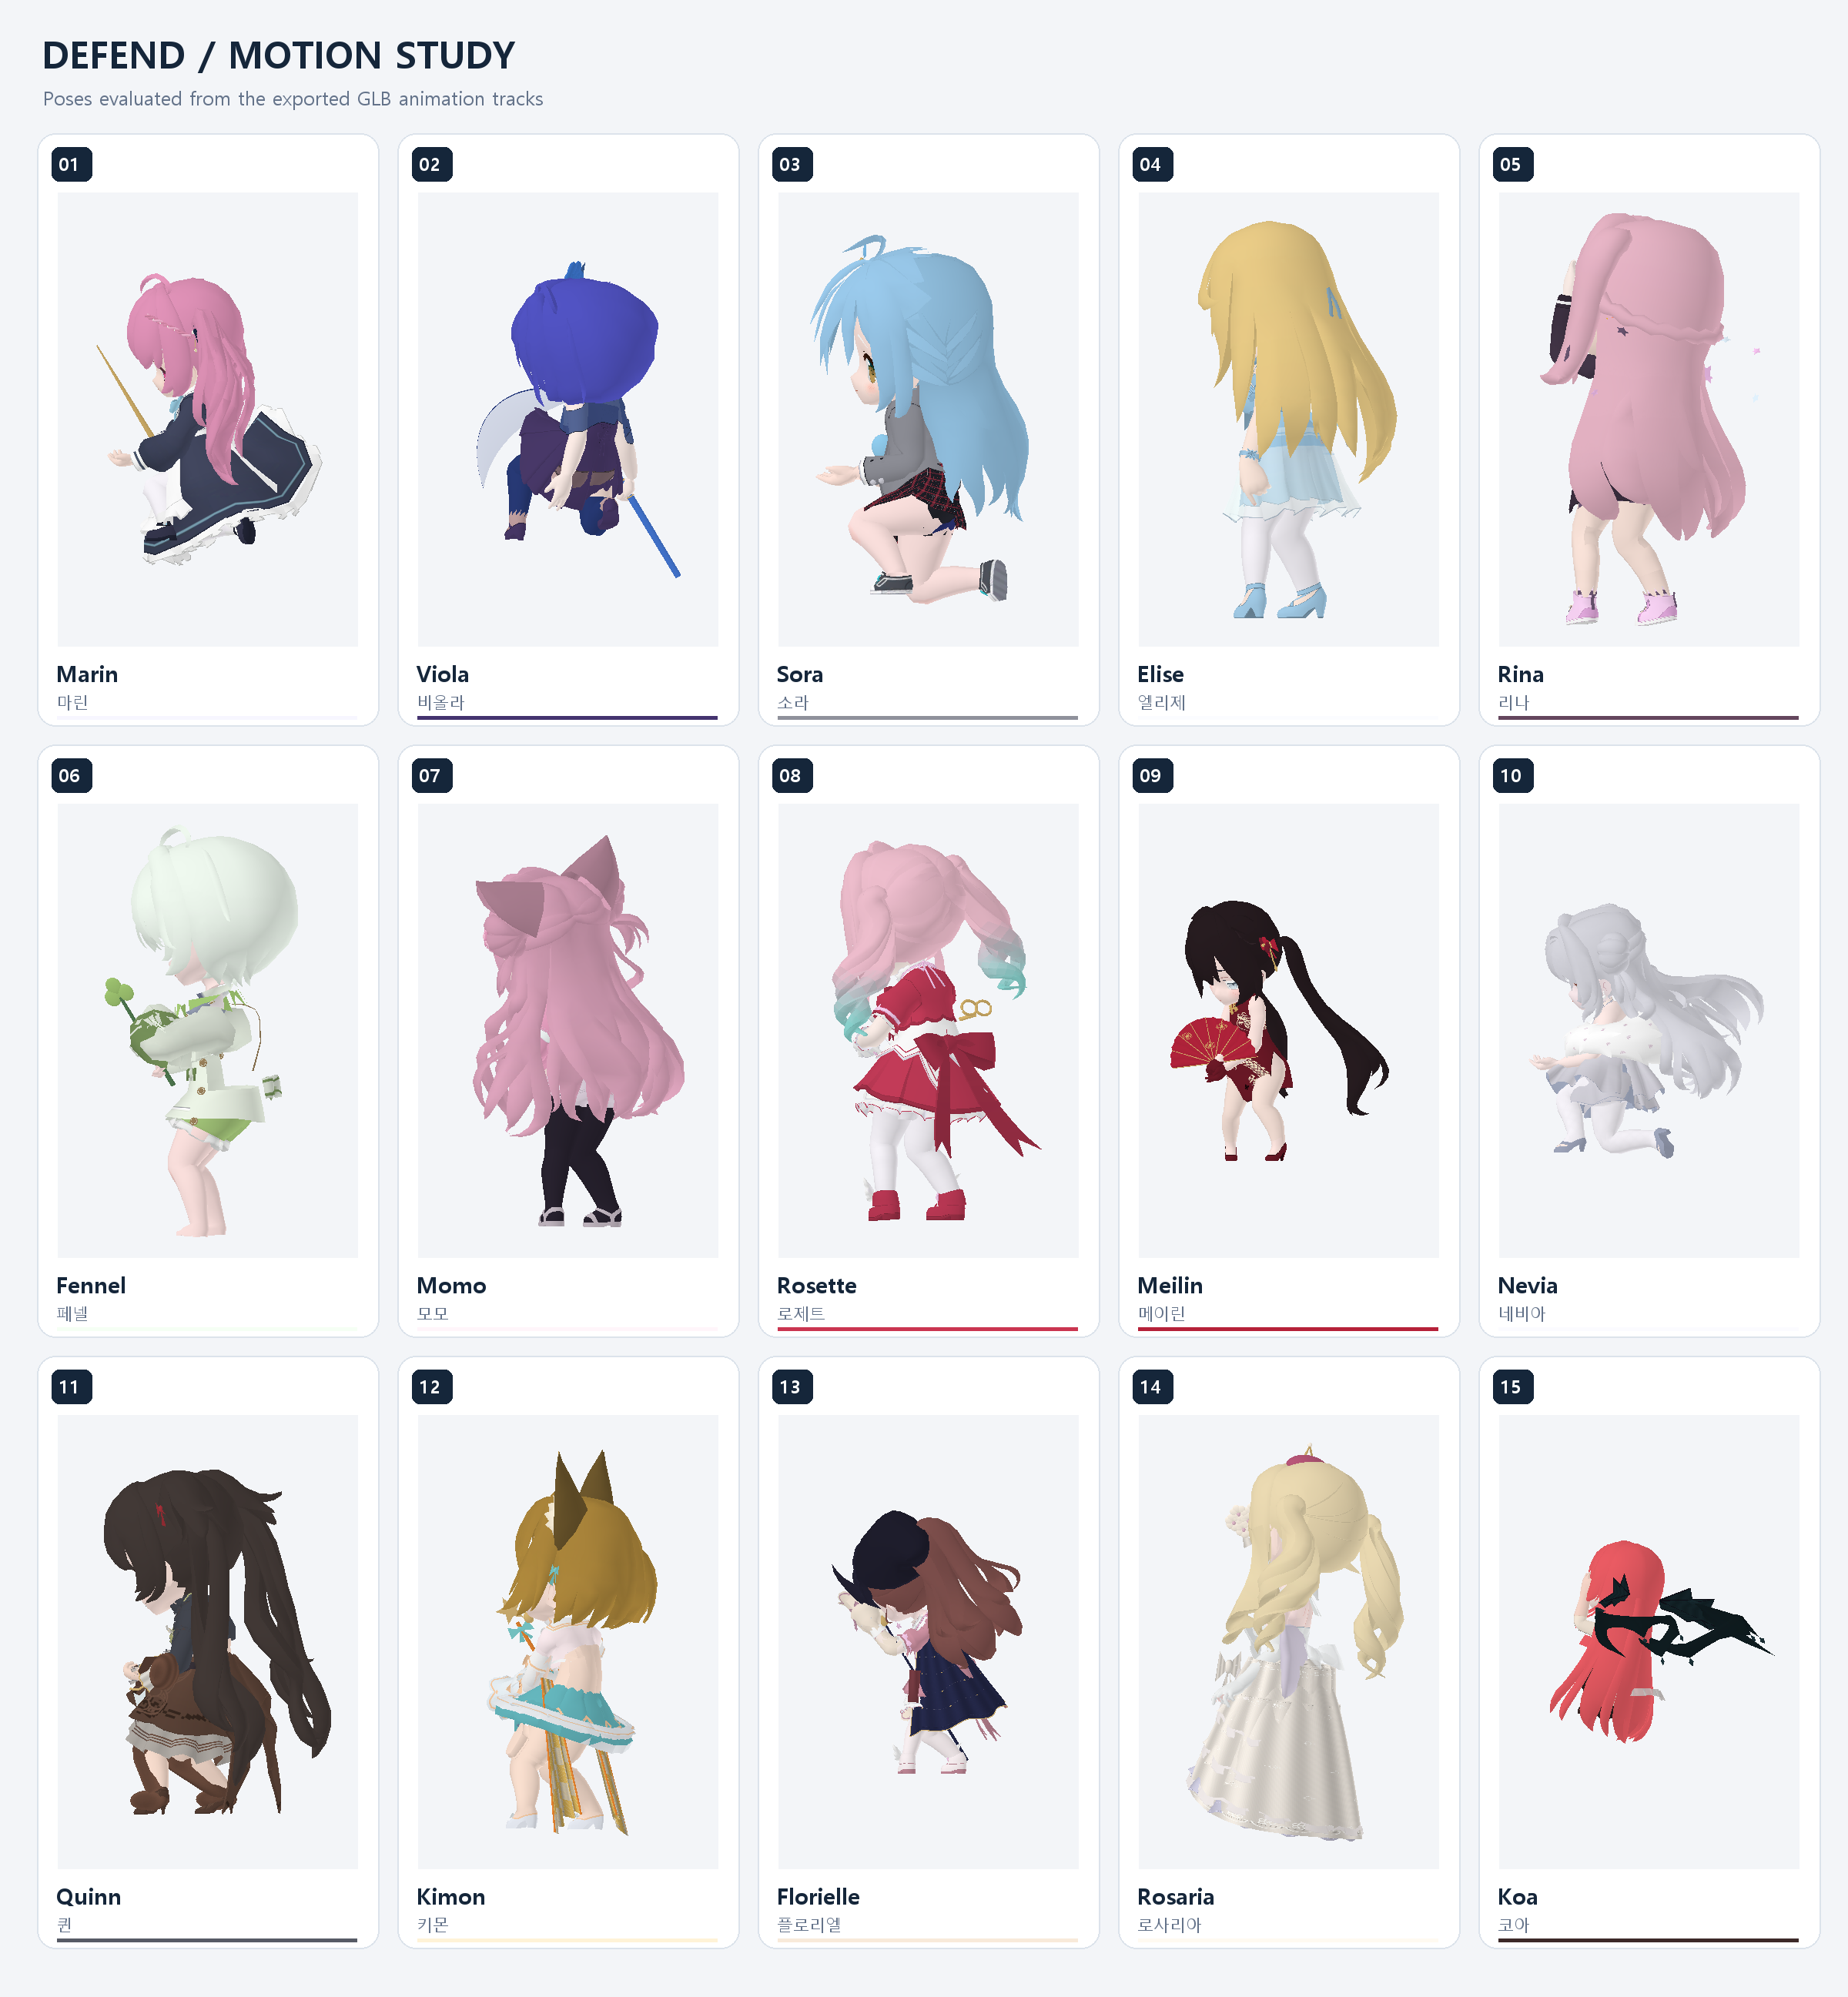 DEFEND / MOTION STUDY
Poses evaluated from the exported GLB animation tracks
01
02
03
04
05
Marin
마린
Viola
비올라
Sora
소라
Elise
엘리제
Rina
리나
06
07
08
09
10
Fennel
페넬
Momo
모모
Rosette
로제트
Meilin
메이린
Nevia
네비아
11
12
13
14
15
Quinn
퀸
Kimon
키몬
Florielle
플로리엘
Rosaria
로사리아
Koa
코아